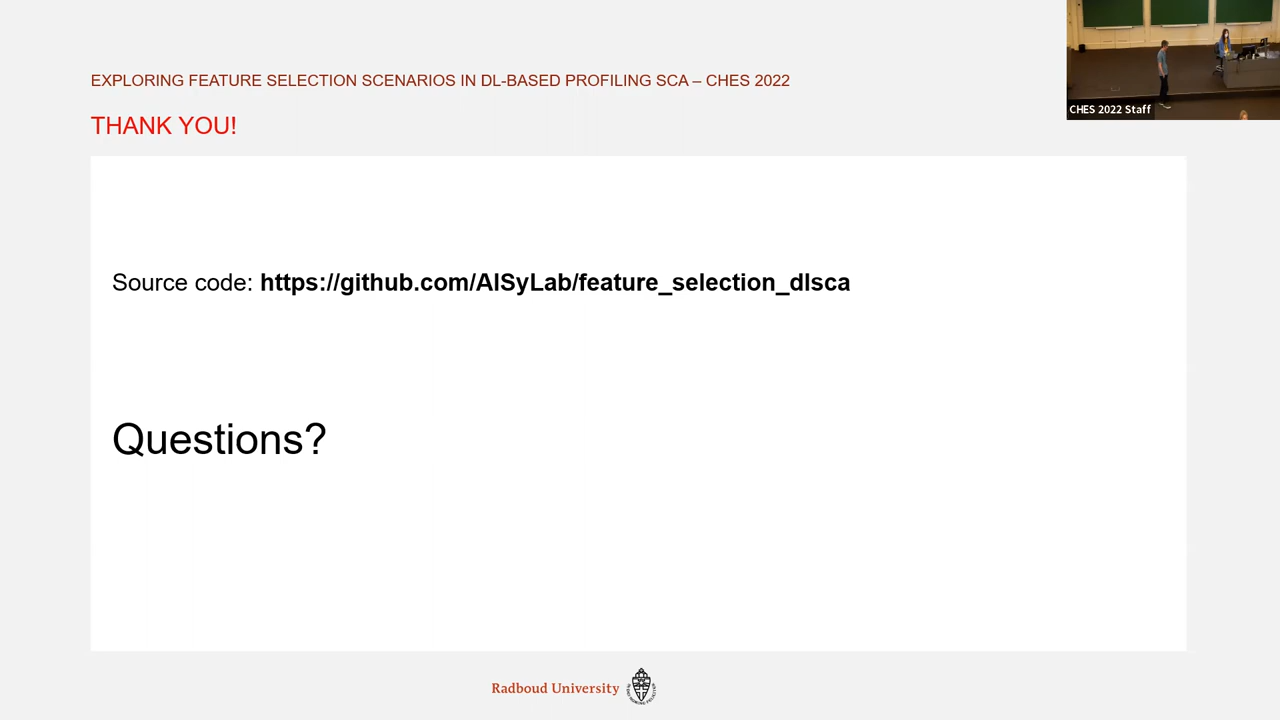 EXPLORING FEATURE SELECTION SCENARIOS IN DL-BASED PROFILING SCA – CHES 2022
THANK YOU!
CHES 2022 Staff
Source code: https://github.com/AISyLab/feature_selection_dlsca
Questions?
Radboud University